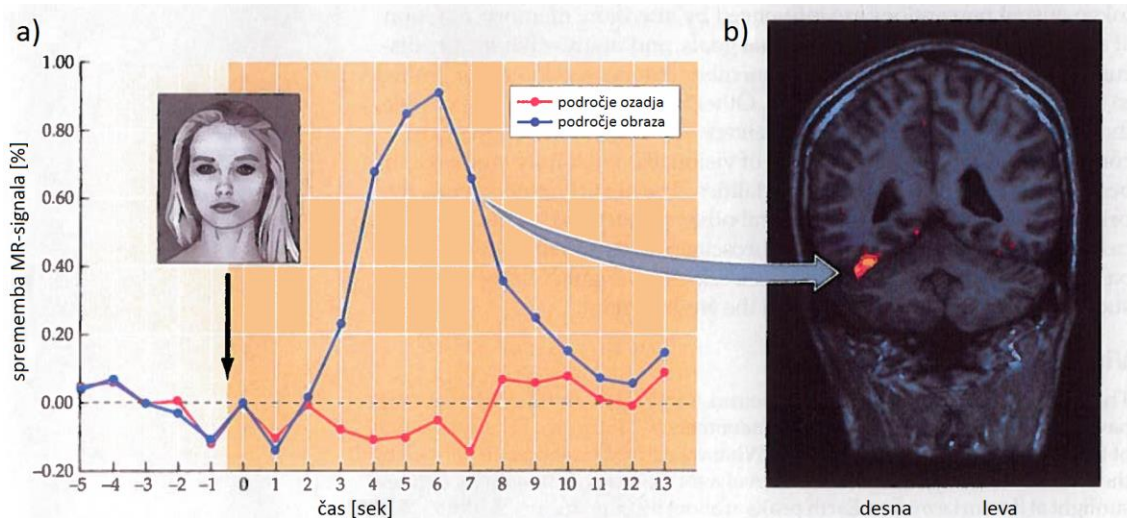 a)
b)
1.00
0.80
0.60
0.40
0.20
0.00
–0.20
sprememba MR-signala [%]
področje ozadja
področje obraza
–5 –4 –3 –2 –1 0 1 2 3 4 5 6 7 8 9 10 11 12 13
čas [sek]
desna leva